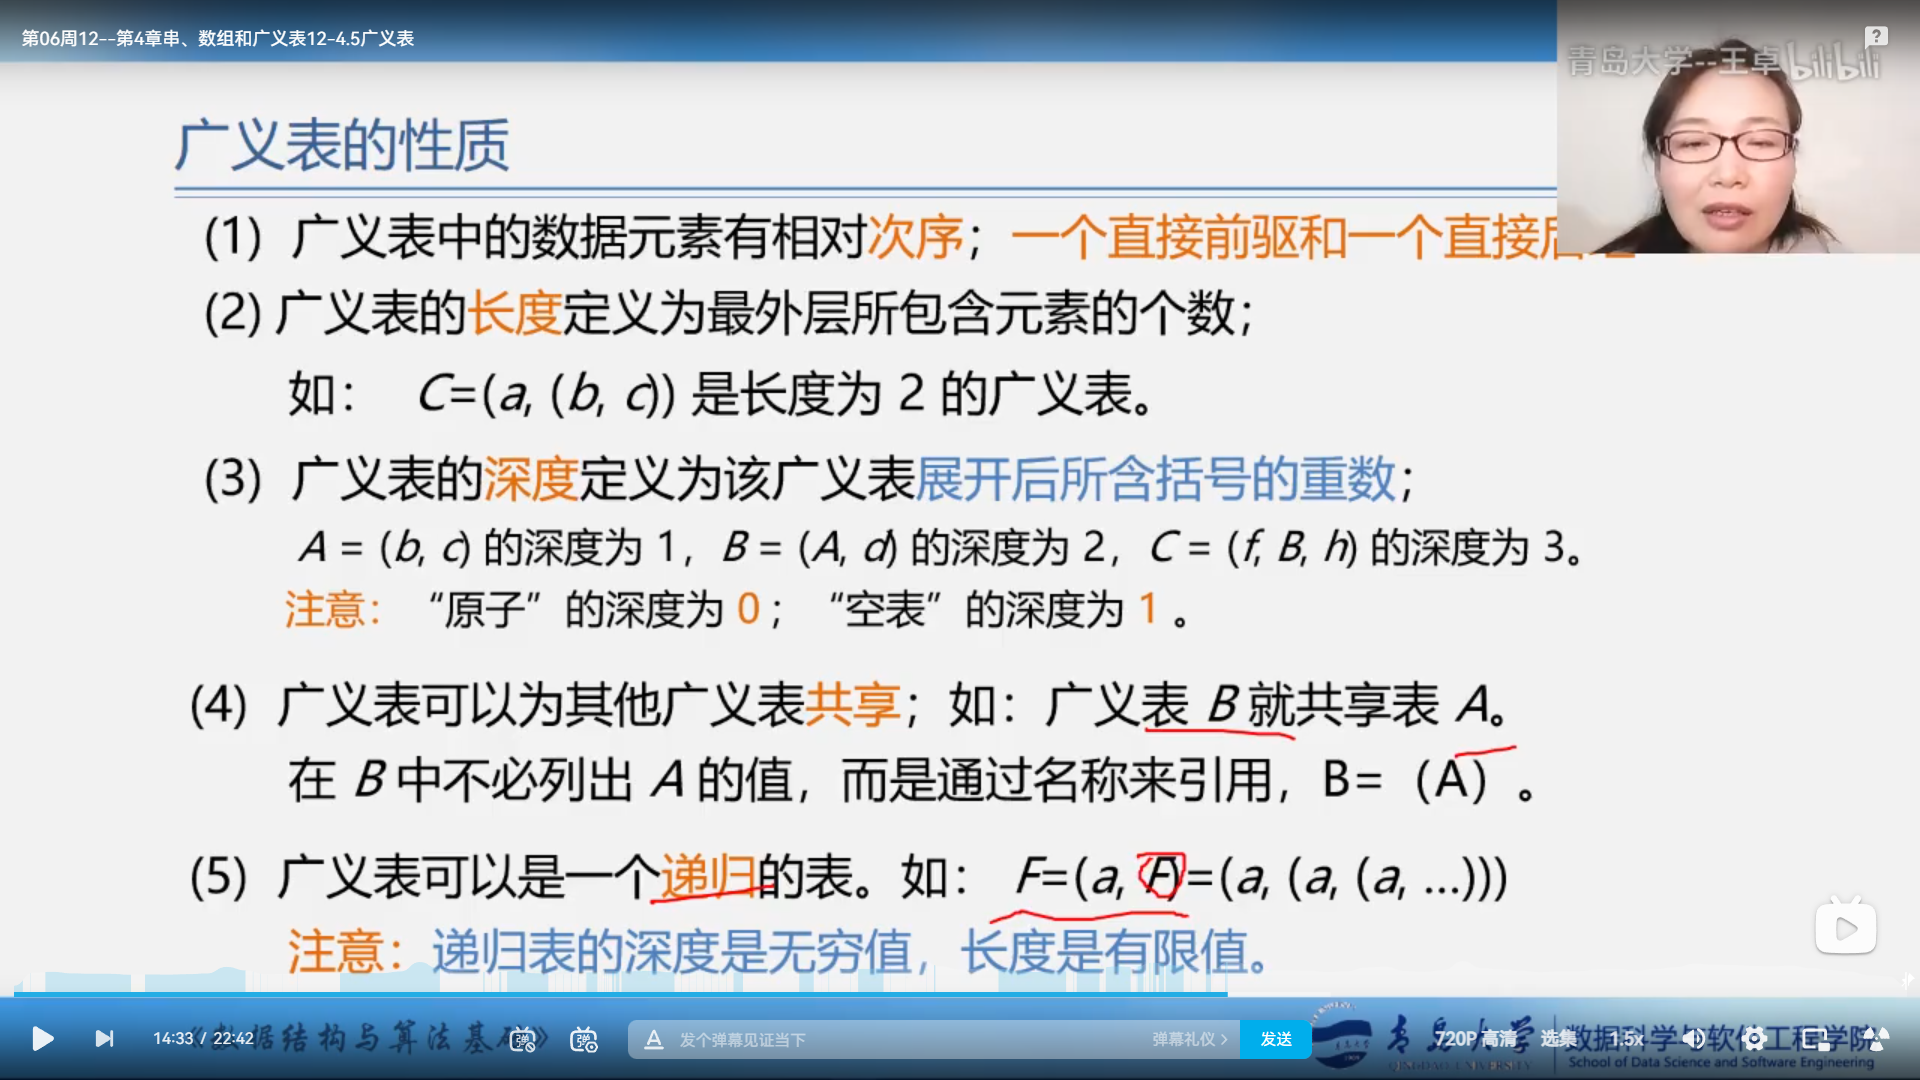 第06周12--第4章串、数组和广义表12-4.5广义表
青岛大学--王卓 bilibili
广义表的性质
(1) 广义表中的数据元素有相对次序；一个直接前驱和一个直接后
(2) 广义表的长度定义为最外层所包含元素的个数；
如： C=(a, (b, c)) 是长度为 2 的广义表。
(3) 广义表的深度定义为该广义表展开后所含括号的重数；
A = (b, c) 的深度为 1，B = (A, d) 的深度为 2，C = (f, B, h) 的深度为 3。
注意：“原子”的深度为 0；“空表”的深度为 1 。
(4) 广义表可以为其他广义表共享；如：广义表 B 就共享表 A。
在 B 中不必列出 A 的值，而是通过名称来引用，B=（A）。
(5) 广义表可以是一个递归的表。如： F=(a, F)=(a, (a, (a, …)))
注意：递归表的深度是无穷值，长度是有限值。
《数据结构与算法基础》
14:33 / 22:42
发个弹幕见证当下
弹幕礼仪 >
发送
青岛大学
QINGDAO UNIVERSITY
数据科学与软件工程学院
School of Data Science and Software Engineering
720P 高清
选集
1.5x